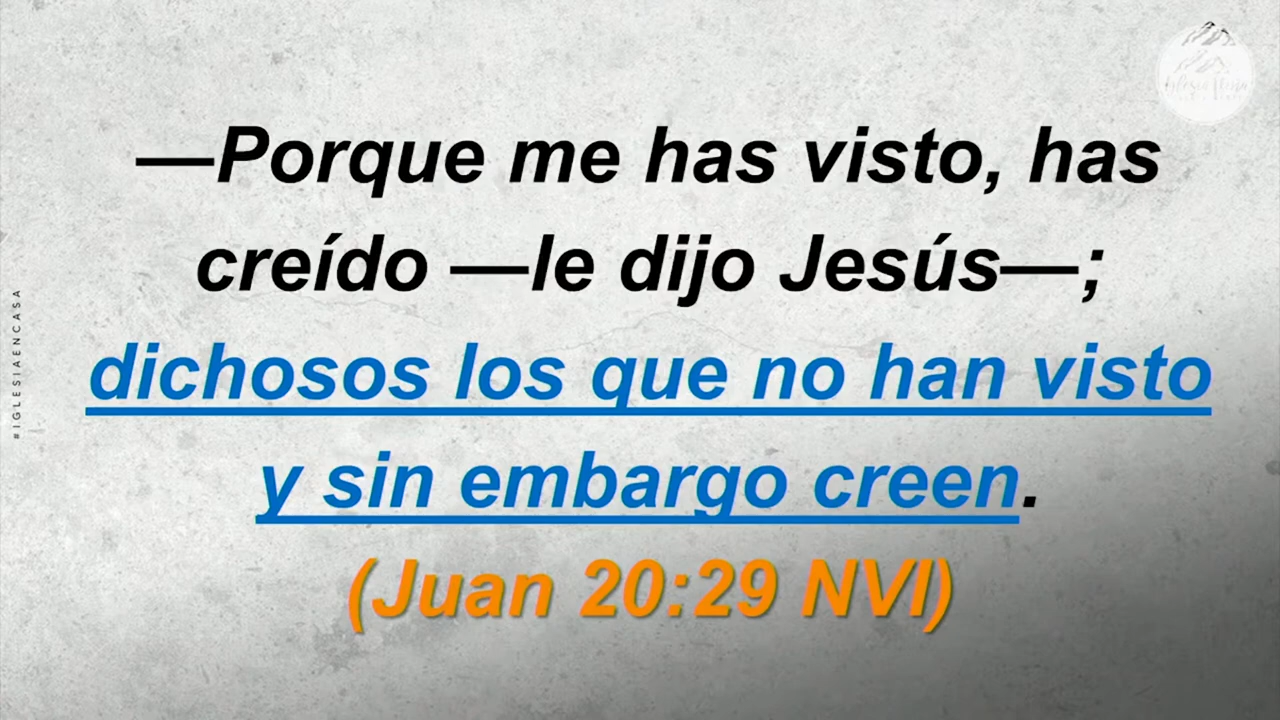 —Porque me has visto, has
creído —le dijo Jesús—;
dichosos los que no han visto
y sin embargo creen.
(Juan 20:29 NVI)
#IGLESIAENCASA